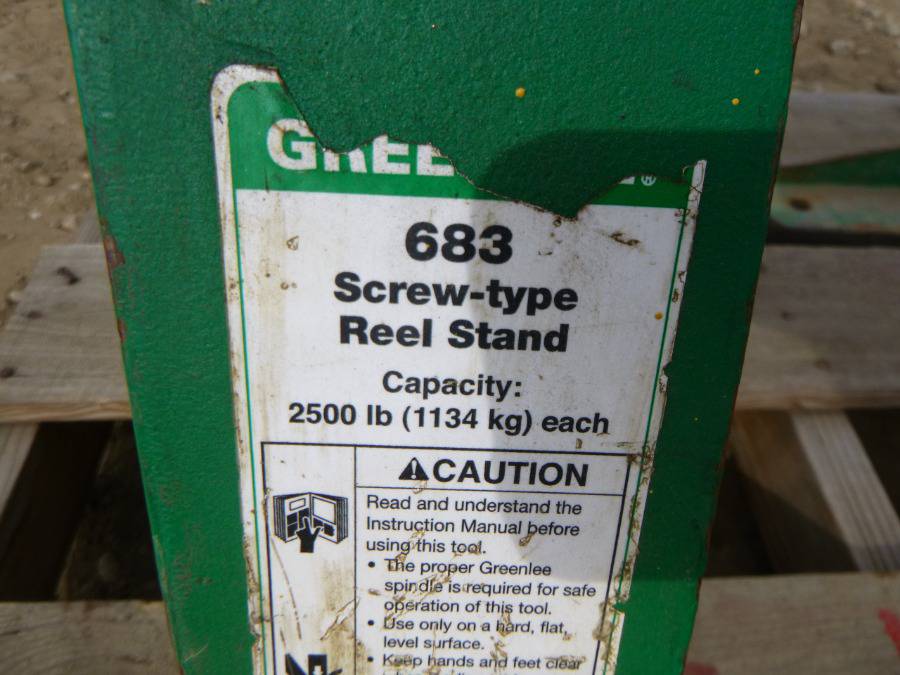 GREE ®
683
Screw-type
Reel Stand
Capacity:
2500 lb (1134 kg) each
⚠CAUTION
Read and understand the
Instruction Manual before
using this tool.
• The proper Greenlee
spindle is required for safe
operation of this tool.
• Use only on a hard, flat,
level surface.
• Keep hands and feet clear